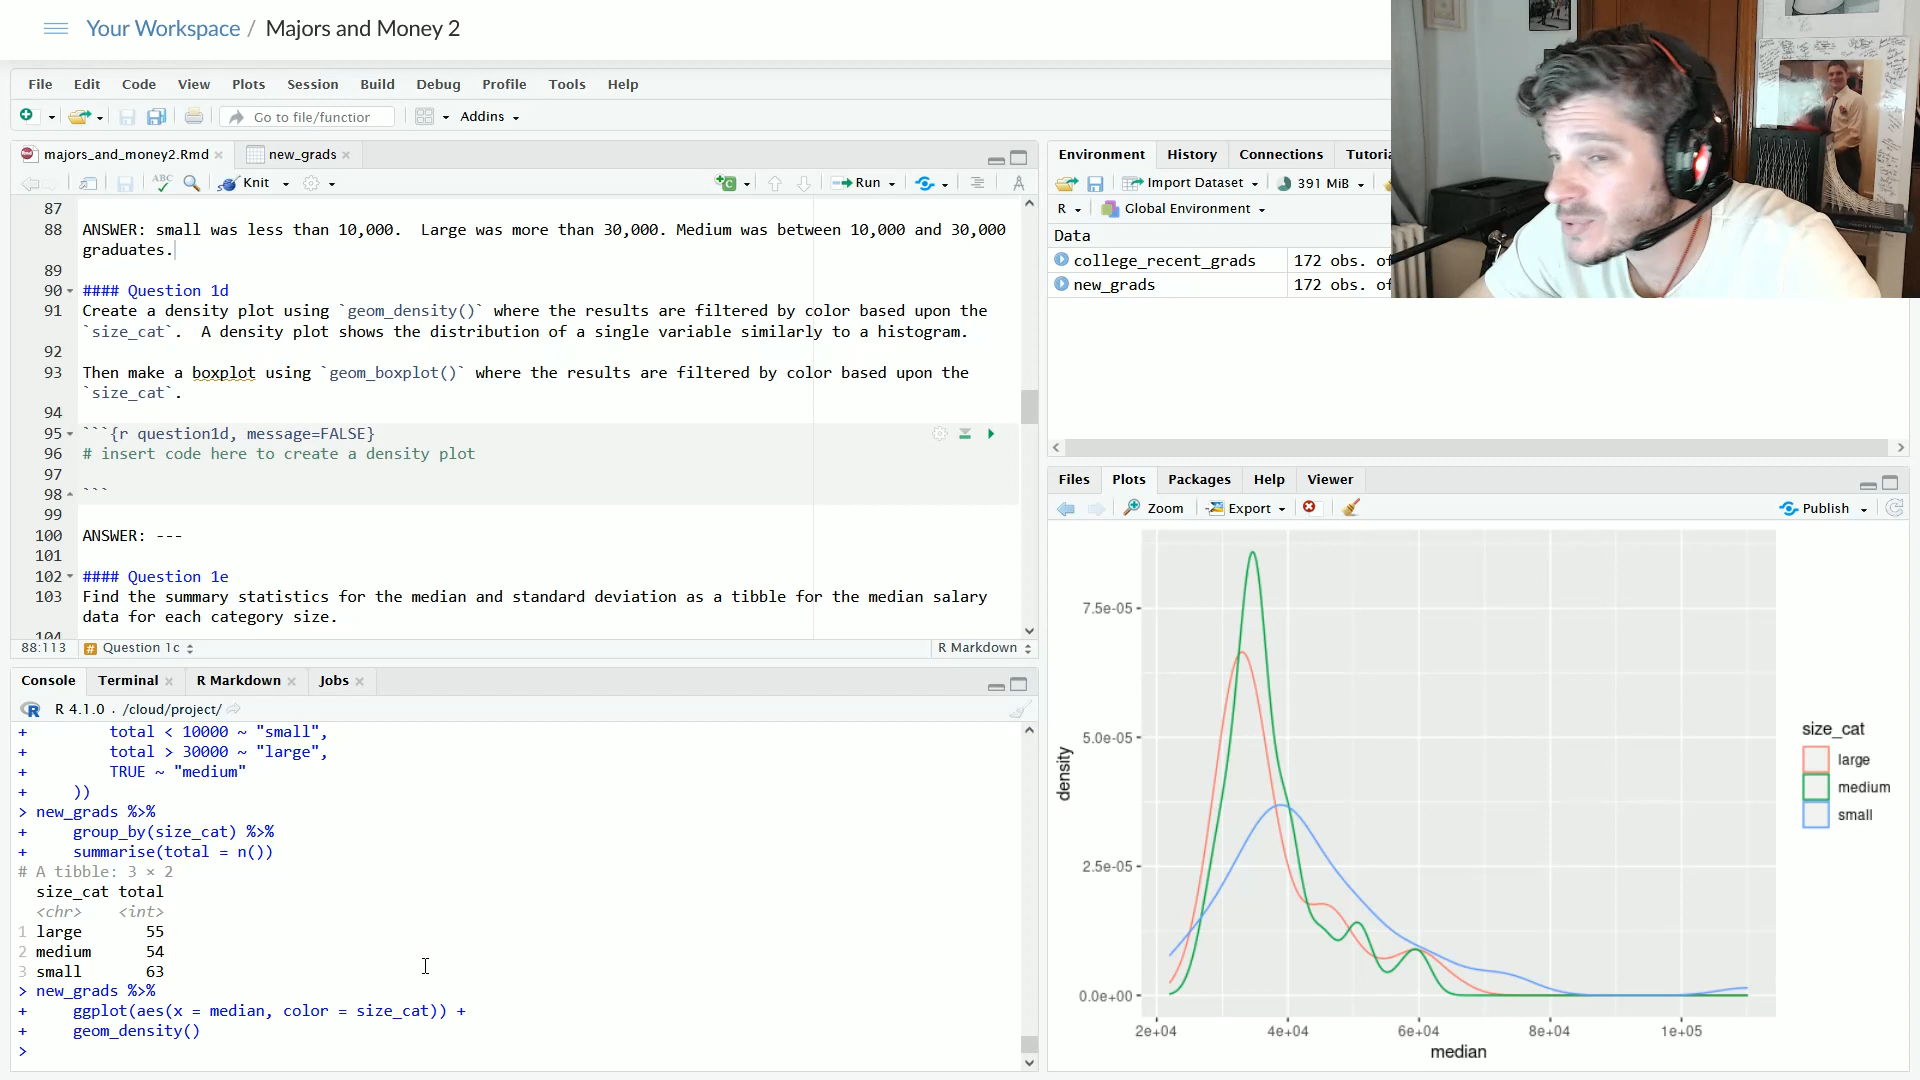 Your Workspace / Majors and Money 2
File Edit Code View Plots Session Build Debug Profile Tools Help
Go to file/function Addins
majors_and_money2.Rmd new_grads
ABC Knit Run
87
88 ANSWER: small was less than 10,000.  Large was more than 30,000. Medium was between 10,000 and 30,000
graduates.
89
90 #### Question 1d
91 Create a density plot using `geom_density()` where the results are filtered by color based upon the
`size_cat`.  A density plot shows the distribution of a single variable similarly to a histogram.
92
93 Then make a boxplot using `geom_boxplot()` where the results are filtered by color based upon the
`size_cat`.
94
95 ```{r question1d, message=FALSE}
96 # insert code here to create a density plot
97
98 ```
99
100 ANSWER: ---
101
102 #### Question 1e
103 Find the summary statistics for the median and standard deviation as a tibble for the median salary
data for each category size.
104
88:113 # Question 1c R Markdown
Console Terminal R Markdown Jobs
R 4.1.0 . /cloud/project/
+ total < 10000 ~ "small",
+ total > 30000 ~ "large",
+ TRUE ~ "medium"
+ ))
> new_grads %>%
+ group_by(size_cat) %>%
+ summarise(total = n())
# A tibble: 3 × 2
size_cat total
<chr> <int>
1 large 55
2 medium 54
3 small 63
> new_grads %>%
+ ggplot(aes(x = median, color = size_cat)) +
+ geom_density()
>
Environment History Connections Tutoria
Import Dataset 391 MiB
R Global Environment
Data
college_recent_grads 172 obs. of
new_grads 172 obs. of
Files Plots Packages Help Viewer
Zoom Export Publish
7.5e-05
5.0e-05
2.5e-05
0.0e+00
density
2e+04 4e+04 6e+04 8e+04 1e+05
median
size_cat
large
medium
small